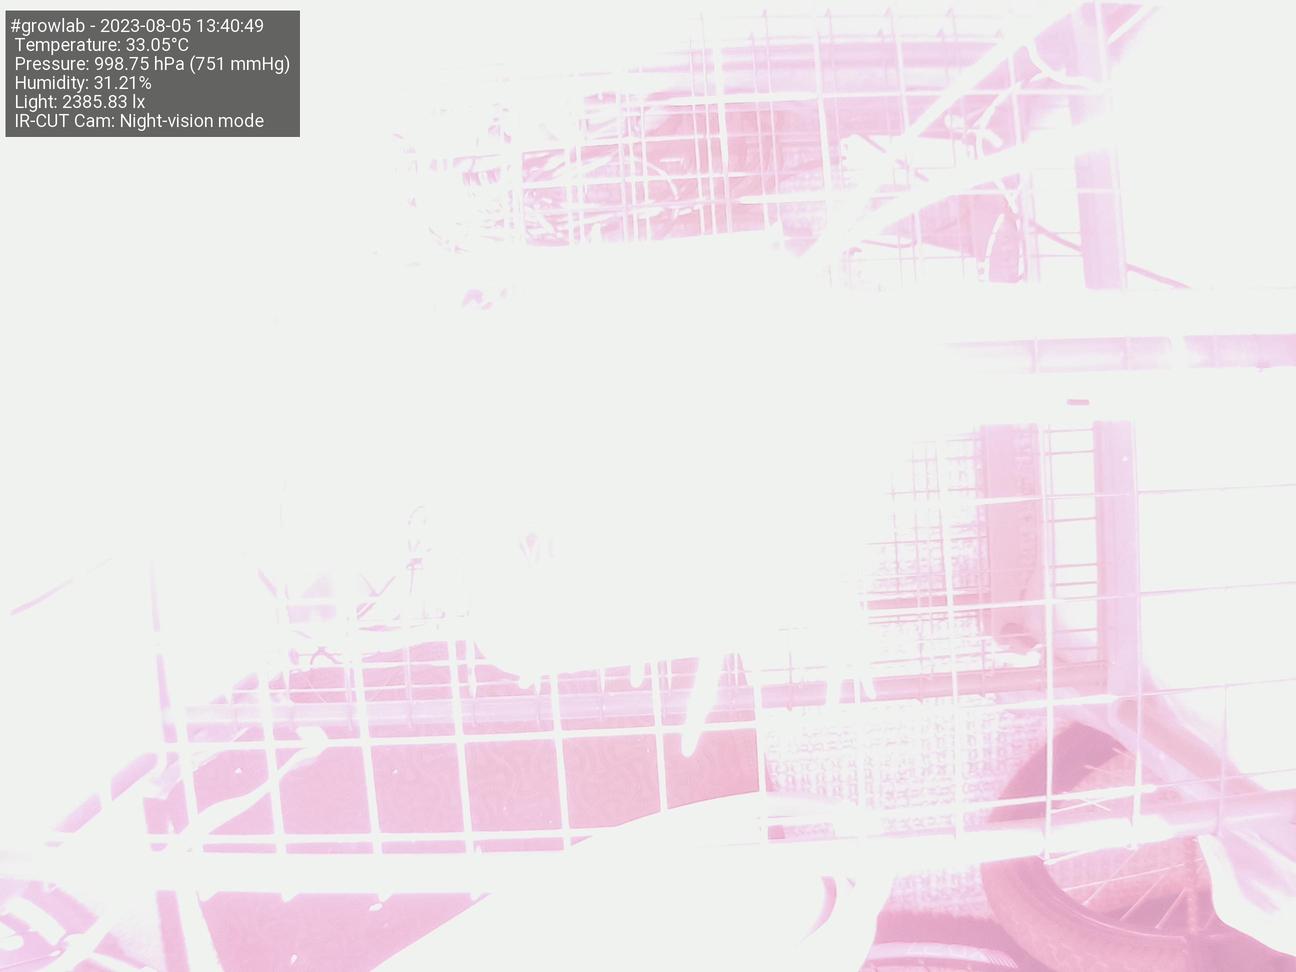 #growlab - 2023-08-05 13:40:49
Temperature: 33.05°C
Pressure: 998.75 hPa (751 mmHg)
Humidity: 31.21%
Light: 2385.83 lx
IR-CUT Cam: Night-vision mode